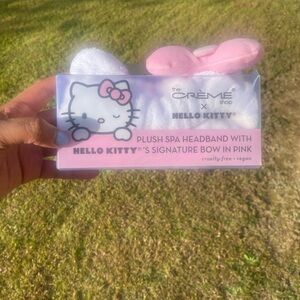 the
CRÈME
shop
x
HELLO KITTY®
PLUSH SPA HEADBAND WITH
HELLO KITTY®'S SIGNATURE BOW IN PINK
cruelty-free • vegan